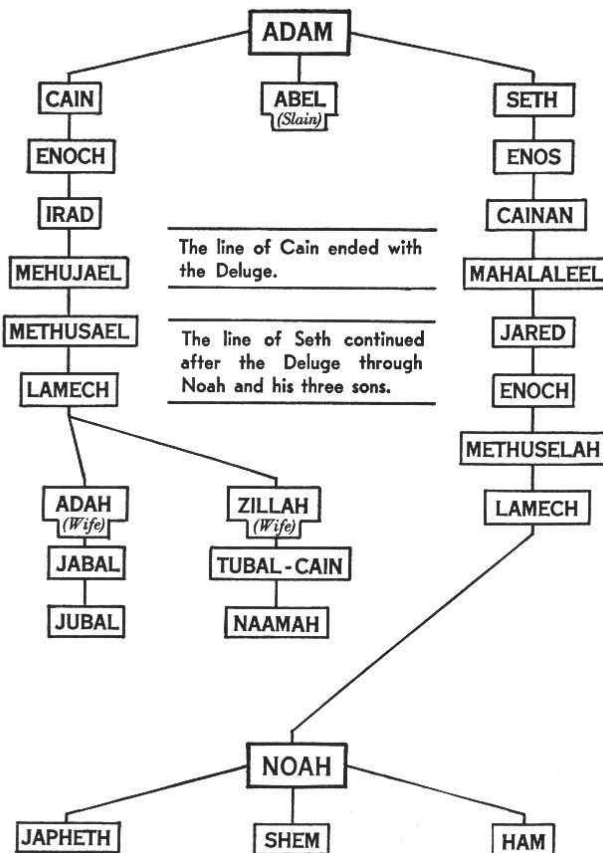 ADAM
CAIN
ABEL
(Slain)
SETH
ENOCH
ENOS
IRAD
CAINAN
The line of Cain ended with
the Deluge.
MEHUJAEL
MAHALALEEL
METHUSAEL
The line of Seth continued
after the Deluge through
Noah and his three sons.
JARED
LAMECH
ENOCH
METHUSELAH
ADAH
(Wife)
ZILLAH
(Wife)
LAMECH
JABAL
TUBAL-CAIN
JUBAL
NAAMAH
NOAH
JAPHETH
SHEM
HAM